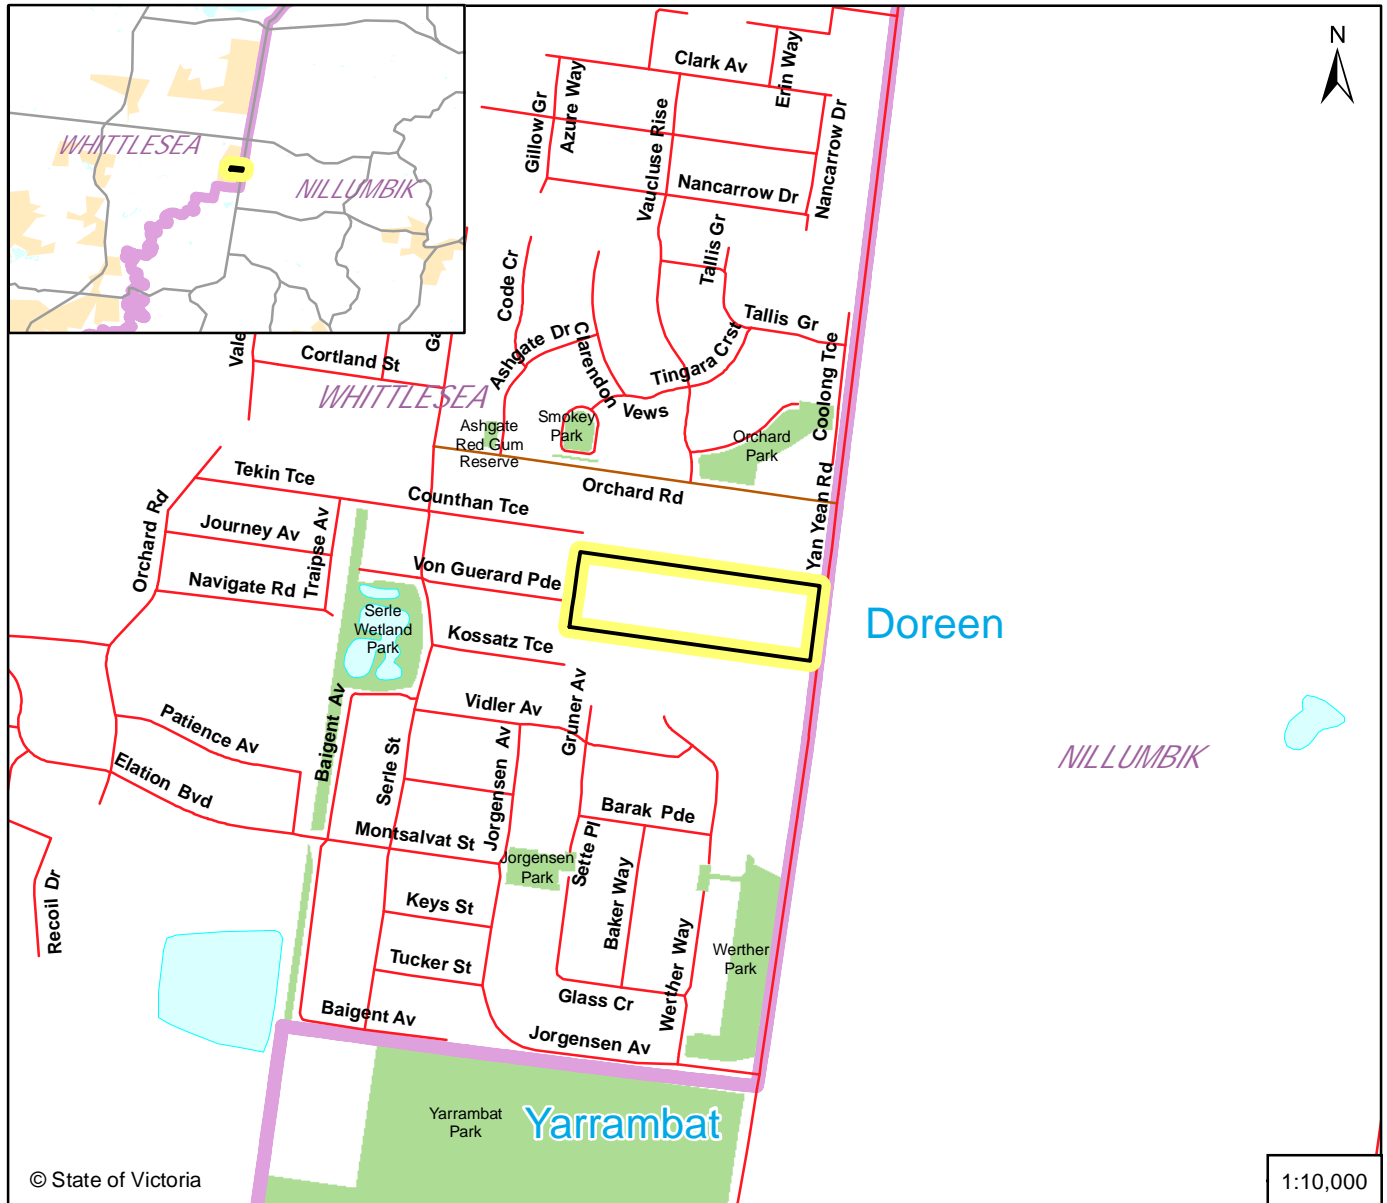 WHITTLESEA
NILLUMBIK
N
Clark Av
Erin Way
Azure Way
Gillow Gr
Vaucluse Rise
Nancarrow Dr
Nancarrow Dr
Tallis Gr
Code Cr
Tallis Gr
Ashgate Dr
Clarendon
Vews
Tingara Crst
Coolong Tce
Vale
Ga
Cortland St
WHITTLESEA
Ashgate
Red Gum
Reserve
Smokey
Park
Orchard
Park
Orchard Rd
Yan Yean Rd
Tekin Tce
Counthan Tce
Orchard Rd
Journey Av
Traipse Av
Navigate Rd
Von Guerard Pde
Serle
Wetland
Park
Doreen
Kossatz Tce
Vidler Av
Gruner Av
Baigent Av
Patience Av
Elation Bvd
Serle St
Jorgensen Av
NILLUMBIK
Barak Pde
Montsalvat St
Sette Pl
Jorgensen
Park
Baker Way
Recoil Dr
Keys St
Tucker St
Werther Way
Werther
Park
Glass Cr
Baigent Av
Jorgensen Av
Yarrambat
Park
Yarrambat
© State of Victoria
1:10,000